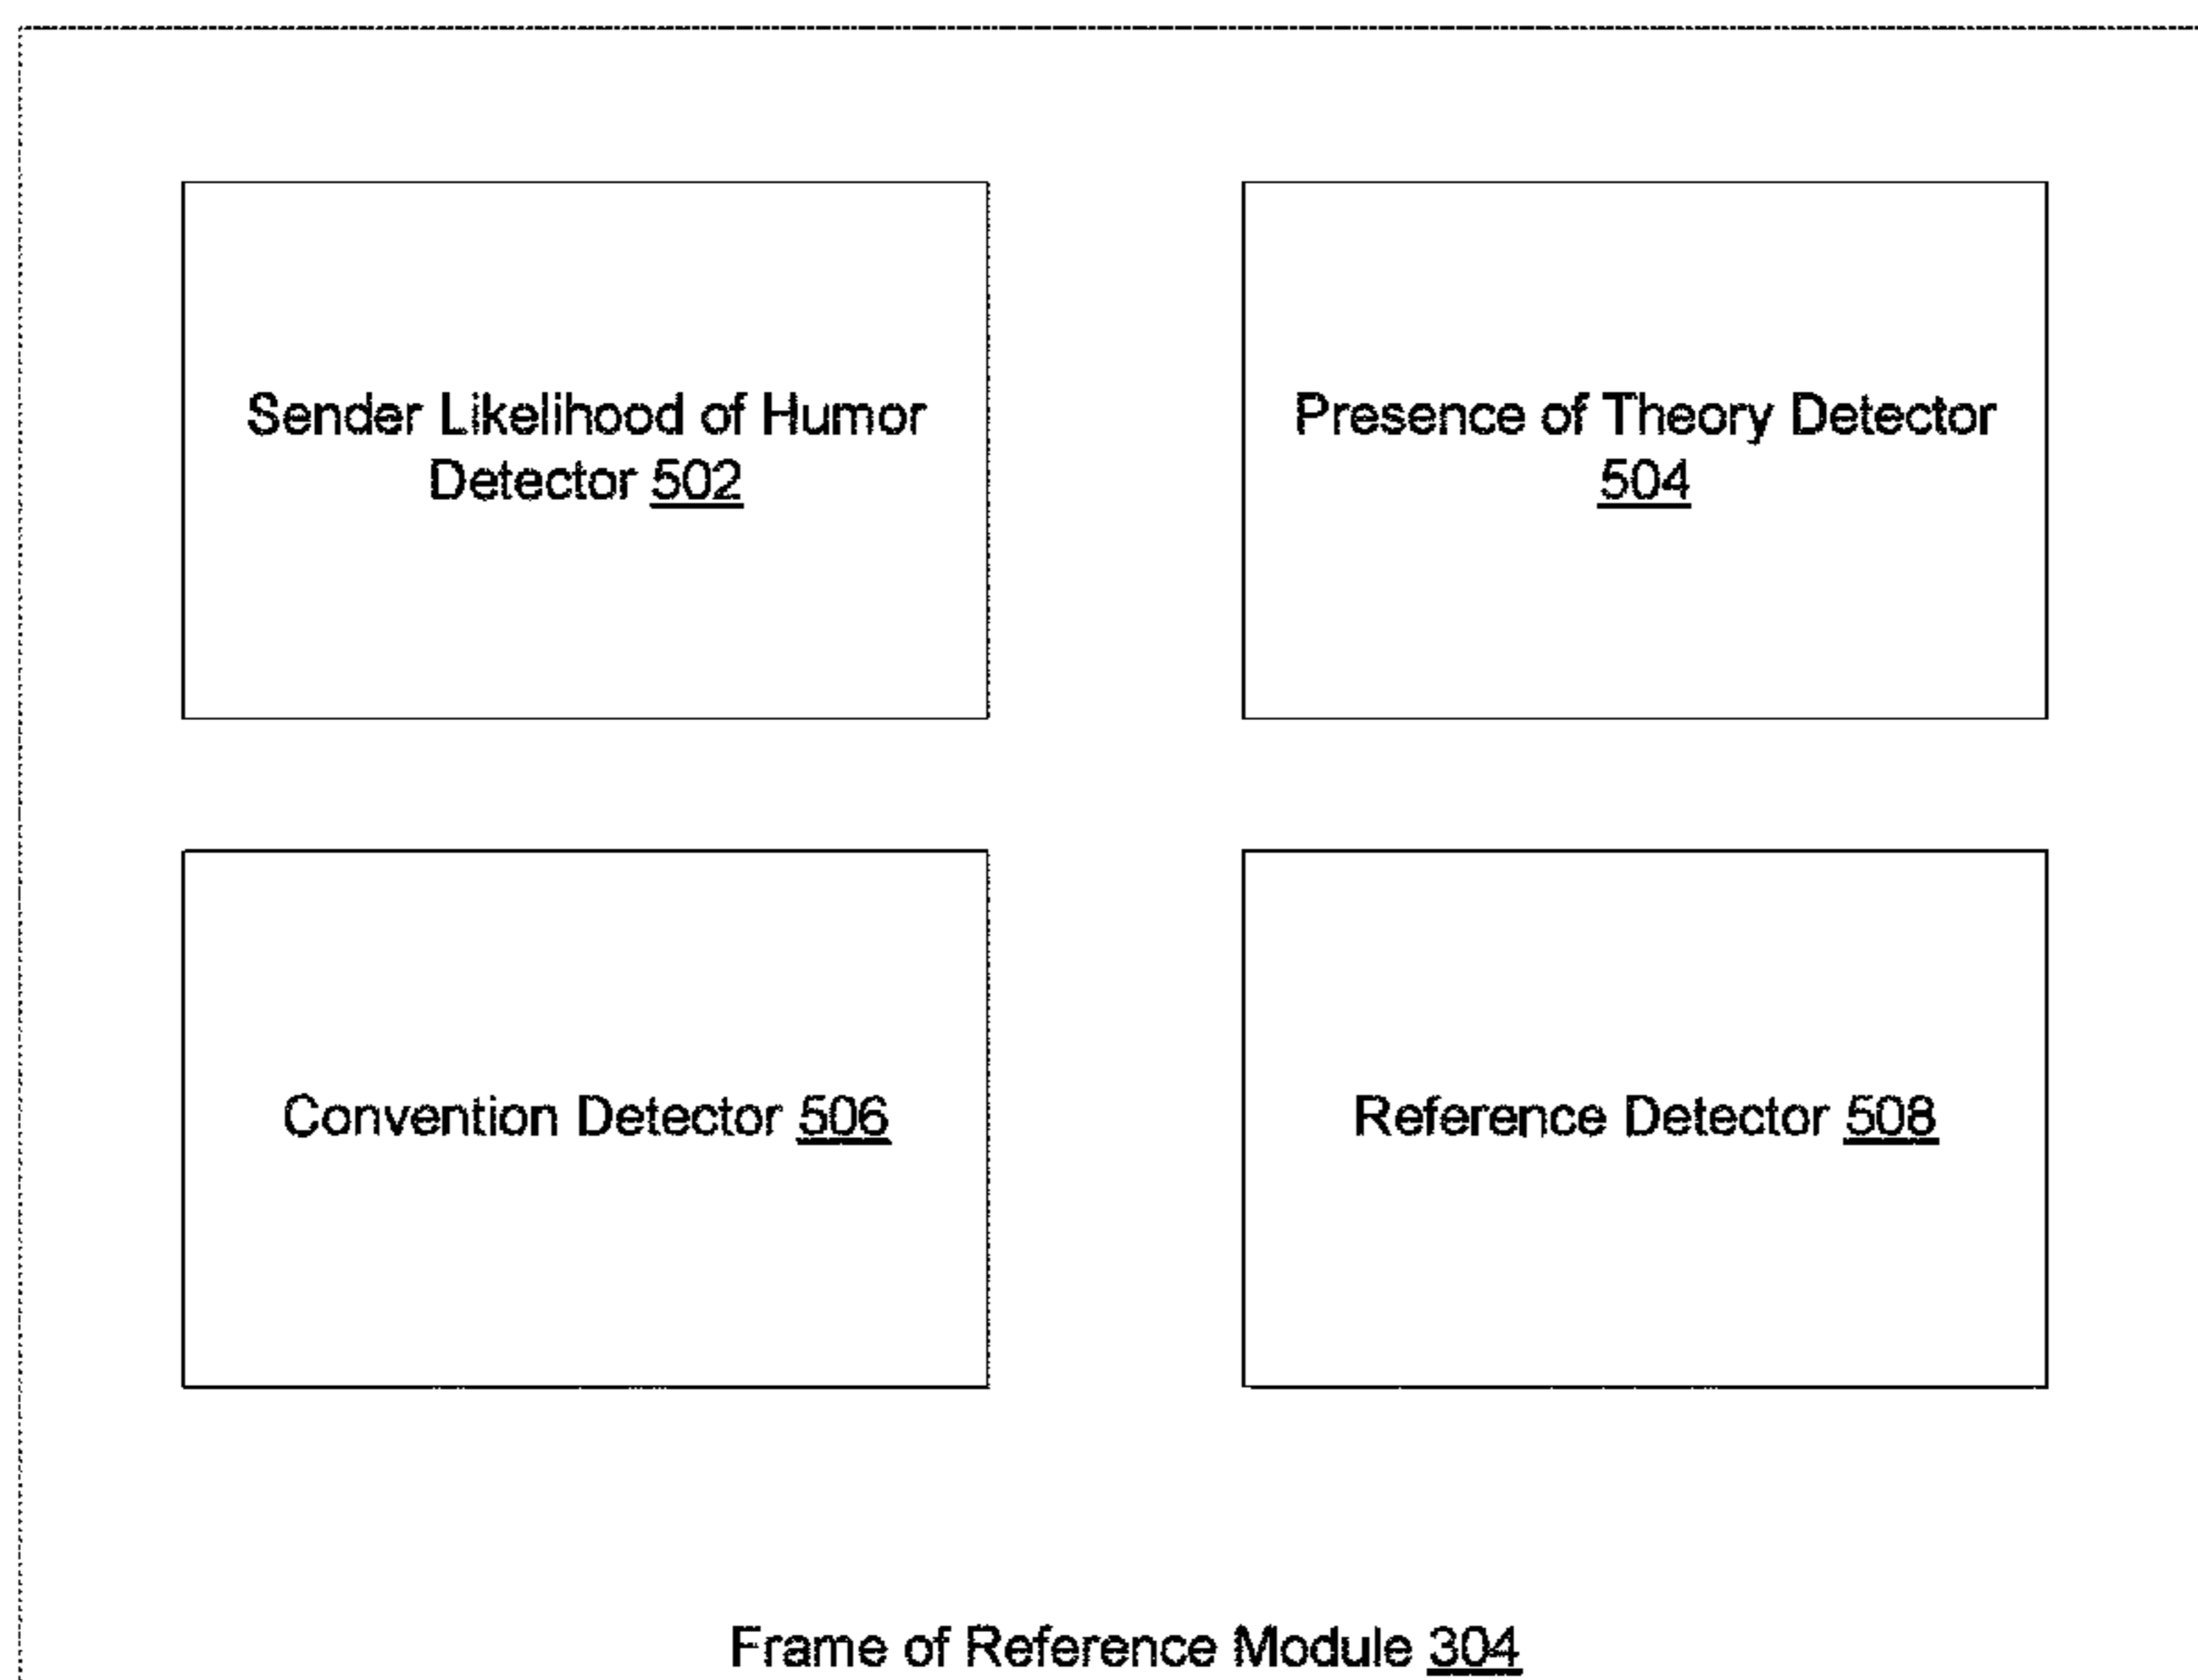 Sender Likelihood of Humor
Detector 502
Presence of Theory Detector
504
Convention Detector 506
Reference Detector 508
Frame of Reference Module 304